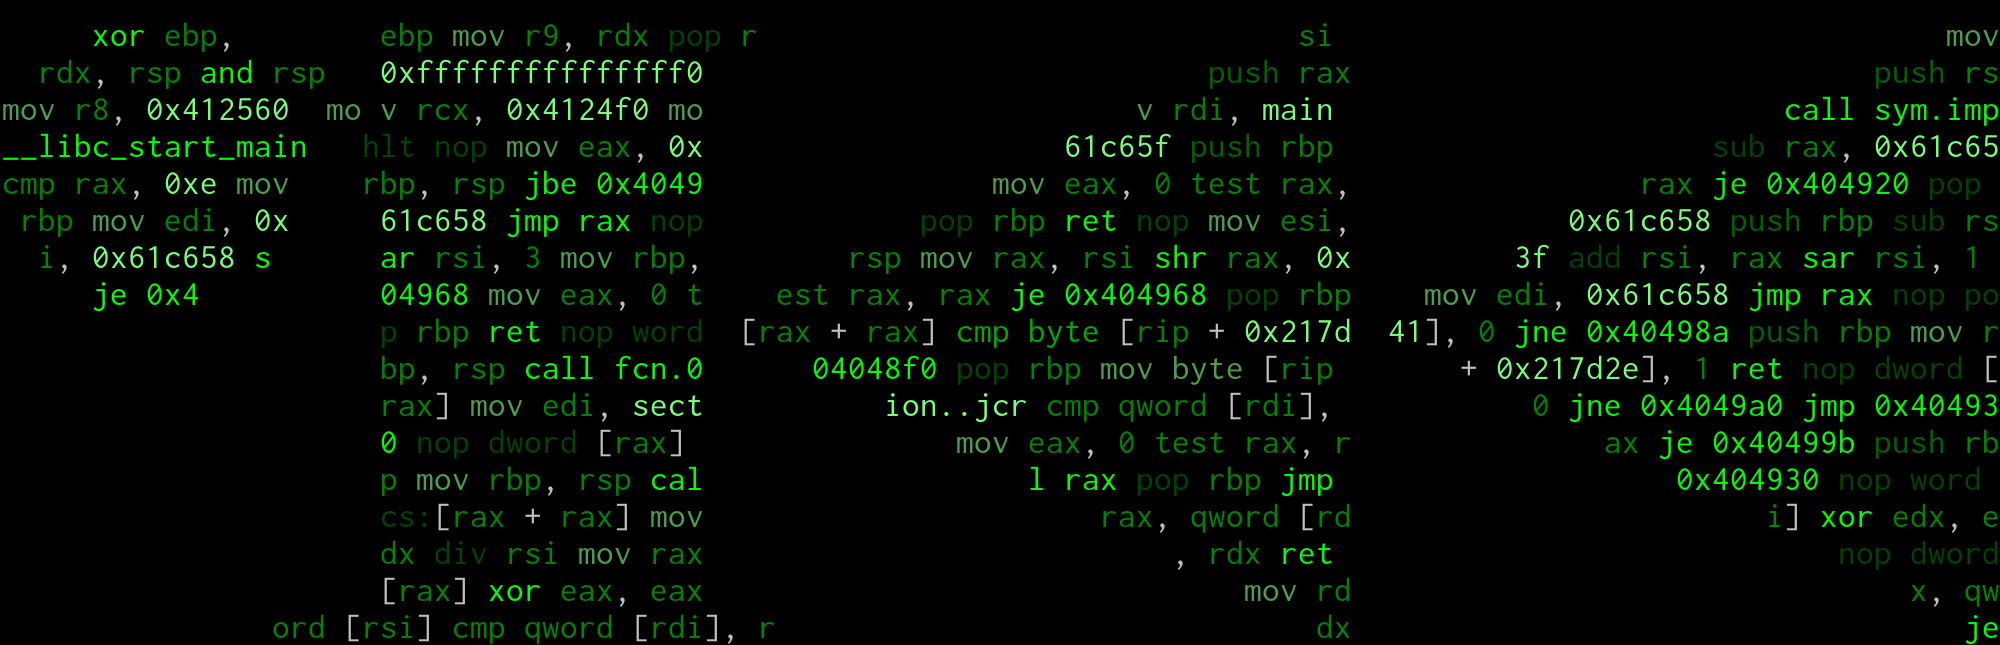 xor ebp, ebp mov r9, rdx pop r si mov
rdx, rsp and rsp 0xfffffffffffffff0 push rax push rs
mov r8, 0x412560 mo v rcx, 0x4124f0 mo v rdi, main call sym.imp
__libc_start_main hlt nop mov eax, 0x 61c65f push rbp sub rax, 0x61c65
cmp rax, 0xe mov rbp, rsp jbe 0x4049 mov eax, 0 test rax, rax je 0x404920 pop
rbp mov edi, 0x 61c658 jmp rax nop pop rbp ret nop mov esi, 0x61c658 push rbp sub rs
i, 0x61c658 s ar rsi, 3 mov rbp, rsp mov rax, rsi shr rax, 0x 3f add rsi, rax sar rsi, 1
je 0x4 04968 mov eax, 0 t est rax, rax je 0x404968 pop rbp mov edi, 0x61c658 jmp rax nop po
p rbp ret nop word [rax + rax] cmp byte [rip + 0x217d 41], 0 jne 0x40498a push rbp mov r
bp, rsp call fcn.0 04048f0 pop rbp mov byte [rip + 0x217d2e], 1 ret nop dword [
rax] mov edi, sect ion..jcr cmp qword [rdi], 0 jne 0x4049a0 jmp 0x40493
0 nop dword [rax] mov eax, 0 test rax, r ax je 0x40499b push rb
p mov rbp, rsp cal l rax pop rbp jmp 0x404930 nop word
cs:[rax + rax] mov rax, qword [rd i] xor edx, e
dx div rsi mov rax , rdx ret nop dword
[rax] xor eax, eax mov rd x, qw
ord [rsi] cmp qword [rdi], r dx je